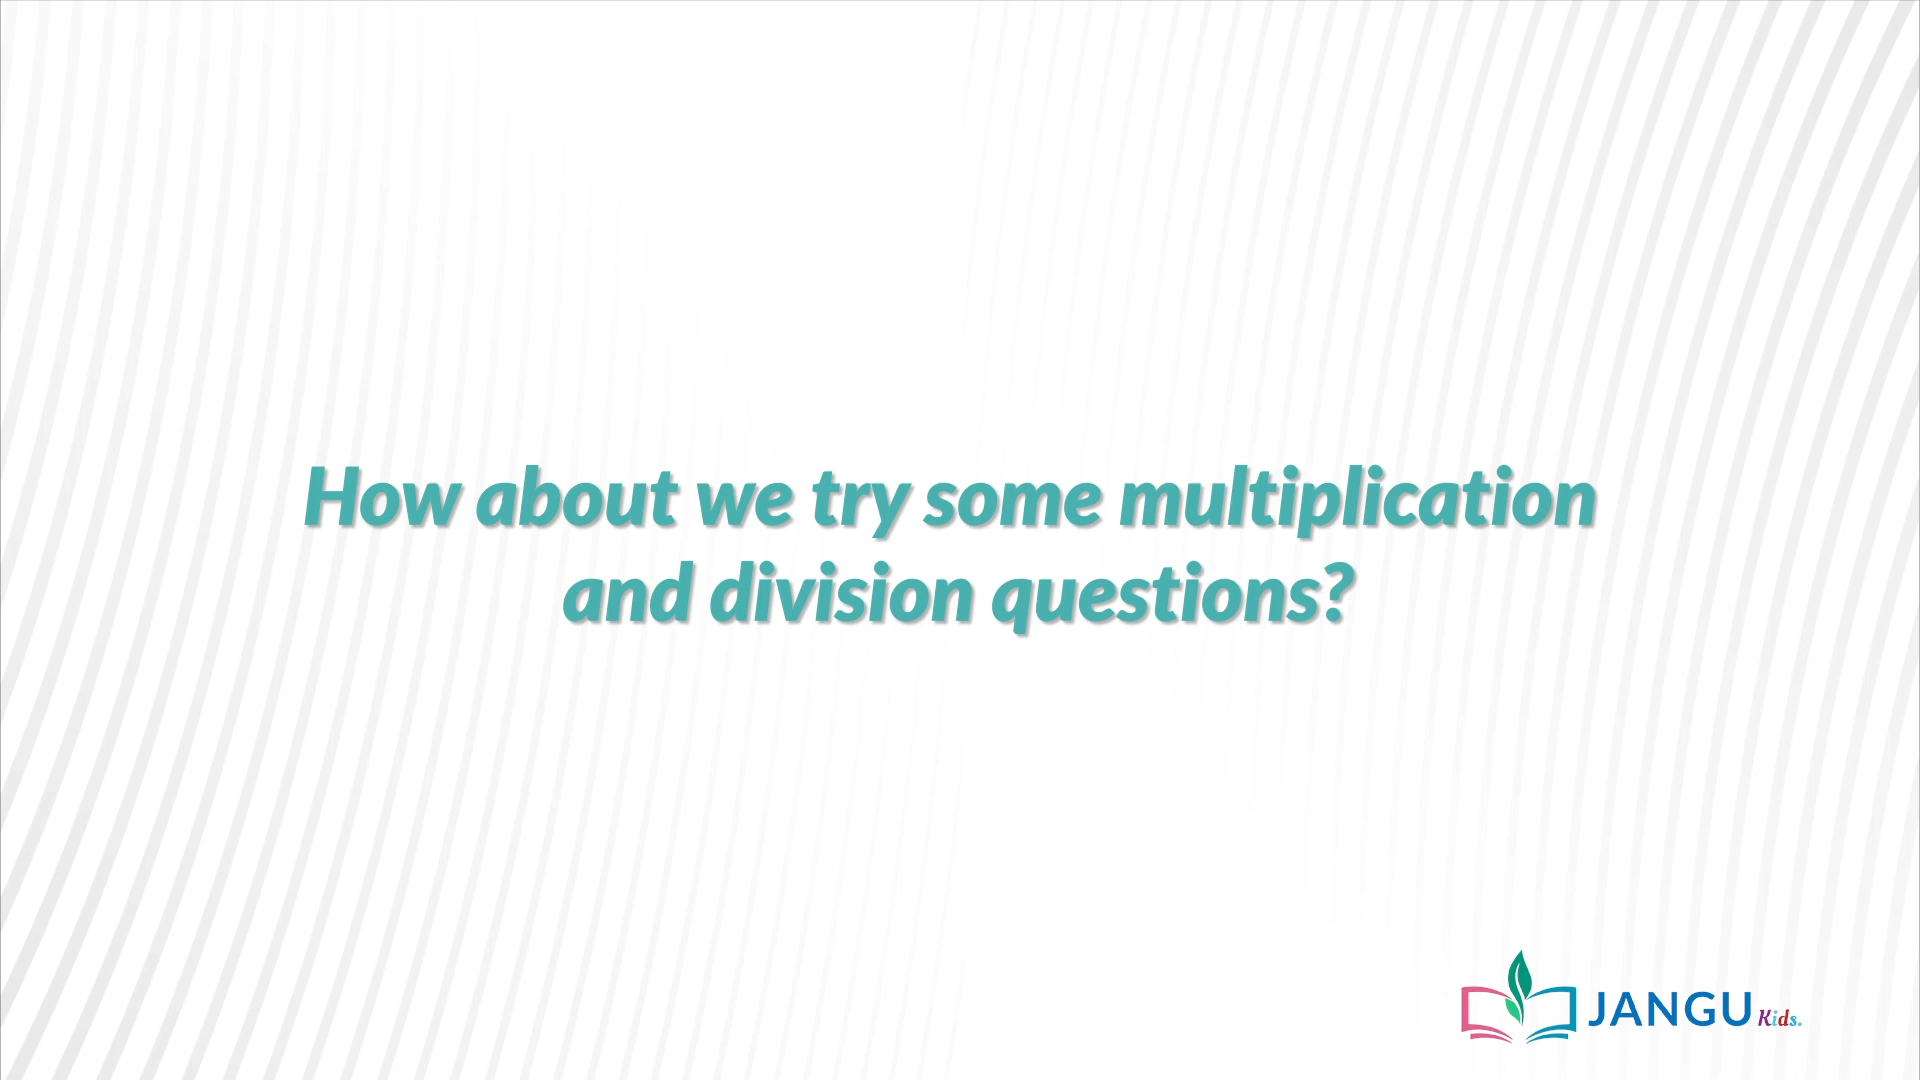 How about we try some multiplication
and division questions?
JANGU Kids.